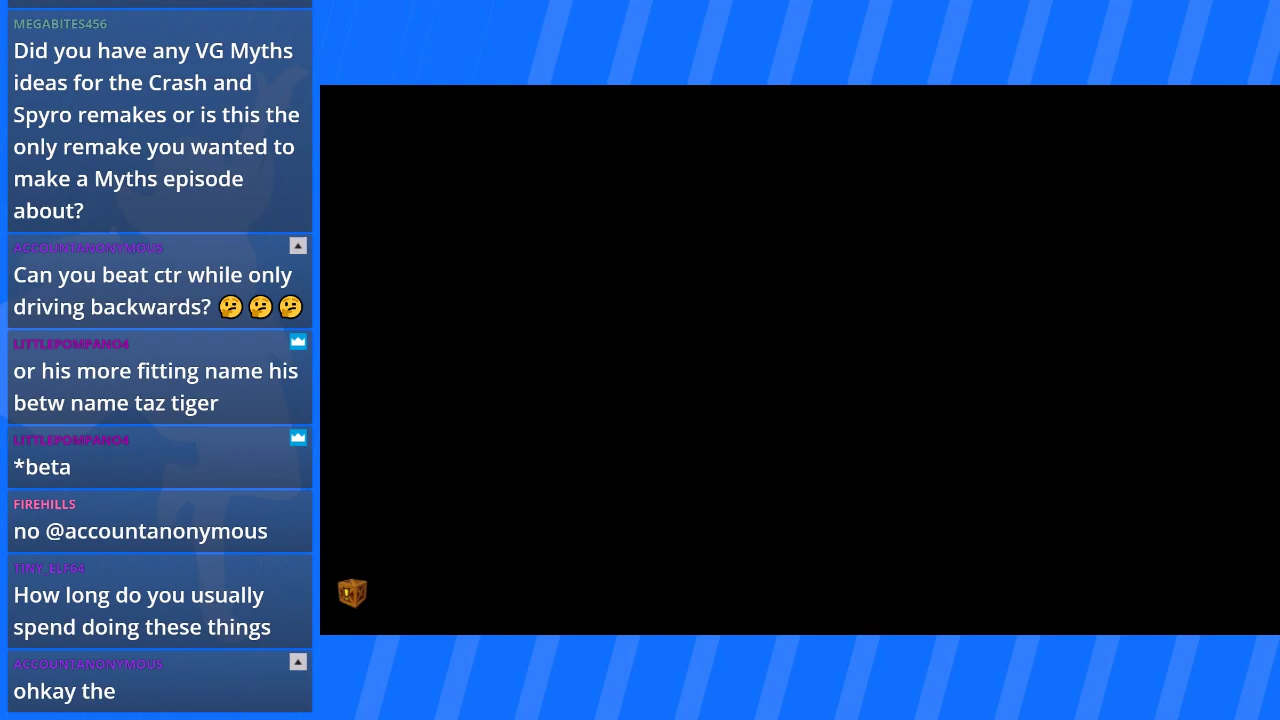 MEGABITES456
Did you have any VG Myths
ideas for the Crash and
Spyro remakes or is this the
only remake you wanted to
make a Myths episode
about?
ACCOUNTANONYMOUS
Can you beat ctr while only
driving backwards? 🤔🤔🤔
LITTLEPOMPANO4
or his more fitting name his
betw name taz tiger
LITTLEPOMPANO4
*beta
FIREHILLS
no @accountanonymous
TINY_ELF64
How long do you usually
spend doing these things
ACCOUNTANONYMOUS
ohkay the